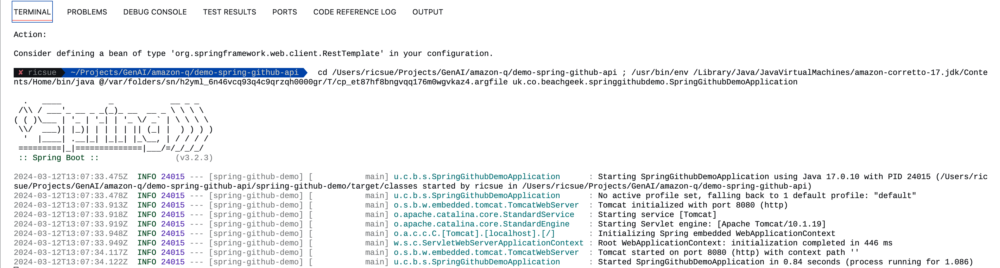 TERMINAL PROBLEMS DEBUG CONSOLE TEST RESULTS PORTS CODE REFERENCE LOG OUTPUT
Action:
Consider defining a bean of type 'org.springframework.web.client.RestTemplate' in your configuration.
✘ ricsue ~/Projects/GenAI/amazon-q/demo-spring-github-api cd /Users/ricsue/Projects/GenAI/amazon-q/demo-spring-github-api ; /usr/bin/env /Library/Java/JavaVirtualMachines/amazon-corretto-17.jdk/Conte
nts/Home/bin/java @/var/folders/sn/h2yml_6n46vcq93q4c9qrzqh0000gr/T/cp_et87hf8bngvqq176m0wgvkaz4.argfile uk.co.beachgeek.springgithubdemo.SpringGithubDemoApplication
  .   ____          _            __ _ _
 /\\ / ___'_ __ _ _(_)_ __  __ _ \ \ \ \
( ( )\___ | '_ | '_| | '_ \/ _` | \ \ \ \
 \\/  ___)| |_)| | | | | || (_| |  ) ) ) )
  '  |____| .__|_| |_|_| |_\__, | / / / /
 =========|_|==============|___/=/_/_/_/
 :: Spring Boot ::                (v3.2.3)
2024-03-12T13:07:33.475Z  INFO 24015 --- [spring-github-demo] [           main] u.c.b.s.SpringGithubDemoApplication      : Starting SpringGithubDemoApplication using Java 17.0.10 with PID 24015 (/Users/ric
sue/Projects/GenAI/amazon-q/demo-spring-github-api/spriing-github-demo/target/classes started by ricsue in /Users/ricsue/Projects/GenAI/amazon-q/demo-spring-github-api)
2024-03-12T13:07:33.478Z  INFO 24015 --- [spring-github-demo] [           main] u.c.b.s.SpringGithubDemoApplication      : No active profile set, falling back to 1 default profile: "default"
2024-03-12T13:07:33.913Z  INFO 24015 --- [spring-github-demo] [           main] o.s.b.w.embedded.tomcat.TomcatWebServer  : Tomcat initialized with port 8080 (http)
2024-03-12T13:07:33.918Z  INFO 24015 --- [spring-github-demo] [           main] o.apache.catalina.core.StandardService   : Starting service [Tomcat]
2024-03-12T13:07:33.919Z  INFO 24015 --- [spring-github-demo] [           main] o.apache.catalina.core.StandardEngine    : Starting Servlet engine: [Apache Tomcat/10.1.19]
2024-03-12T13:07:33.948Z  INFO 24015 --- [spring-github-demo] [           main] o.a.c.c.C.[Tomcat].[localhost].[/]       : Initializing Spring embedded WebApplicationContext
2024-03-12T13:07:33.949Z  INFO 24015 --- [spring-github-demo] [           main] w.s.c.ServletWebServerApplicationContext : Root WebApplicationContext: initialization completed in 446 ms
2024-03-12T13:07:34.117Z  INFO 24015 --- [spring-github-demo] [           main] o.s.b.w.embedded.tomcat.TomcatWebServer  : Tomcat started on port 8080 (http) with context path ''
2024-03-12T13:07:34.122Z  INFO 24015 --- [spring-github-demo] [           main] u.c.b.s.SpringGithubDemoApplication      : Started SpringGithubDemoApplication in 0.84 seconds (process running for 1.086)